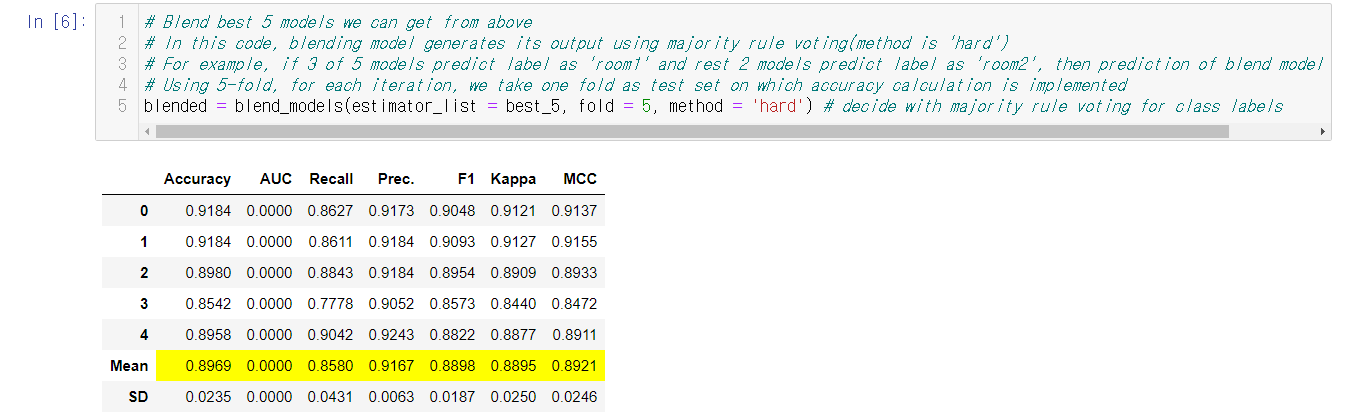 In [6]:
1 # Blend best 5 models we can get from above
2 # In this code, blending model generates its output using majority rule voting(method is 'hard')
3 # For example, if 3 of 5 models predict label as 'room1' and rest 2 models predict label as 'room2', then prediction of blend model
4 # Using 5-fold, for each iteration, we take one fold as test set on which accuracy calculation is implemented
5 blended = blend_models(estimator_list = best_5, fold = 5, method = 'hard') # decide with majority rule voting for class labels
Accuracy AUC Recall Prec. F1 Kappa MCC
0 0.9184 0.0000 0.8627 0.9173 0.9048 0.9121 0.9137
1 0.9184 0.0000 0.8611 0.9184 0.9093 0.9127 0.9155
2 0.8980 0.0000 0.8843 0.9184 0.8954 0.8909 0.8933
3 0.8542 0.0000 0.7778 0.9052 0.8573 0.8440 0.8472
4 0.8958 0.0000 0.9042 0.9243 0.8822 0.8877 0.8911
Mean 0.8969 0.0000 0.8580 0.9167 0.8898 0.8895 0.8921
SD 0.0235 0.0000 0.0431 0.0063 0.0187 0.0250 0.0246